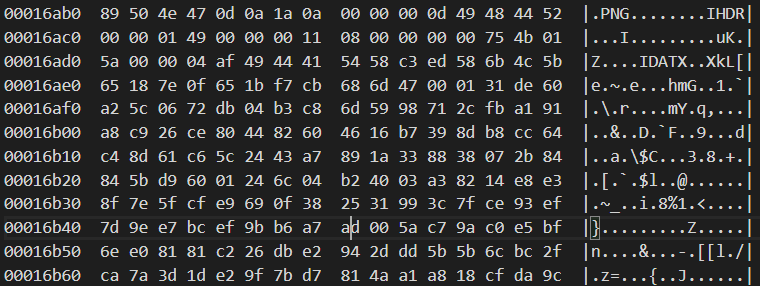 00016ab0  89 50 4e 47 0d 0a 1a 0a  00 00 00 0d 49 48 44 52  |.PNG........IHDR|
00016ac0  00 00 01 49 00 00 00 11  08 00 00 00 00 75 4b 01  |...I.........uK.|
00016ad0  5a 00 00 04 af 49 44 41  54 58 c3 ed 58 6b 4c 5b  |Z....IDATX..XkL[|
00016ae0  65 18 7e 0f 65 1b f7 cb  68 6d 47 00 01 31 de 60  |e.~.e...hmG..1.`|
00016af0  a2 5c 06 72 db 04 b3 c8  6d 59 98 71 2c fb a1 91  |.\.r....mY.q,...|
00016b00  a8 c9 26 ce 80 44 82 60  46 16 b7 39 8d b8 cc 64  |..&..D.`F..9...d|
00016b10  c4 8d 61 c6 5c 24 43 a7  89 1a 33 88 38 07 2b 84  |..a.\$C...3.8.+.|
00016b20  84 5b d9 60 01 24 6c 04  b2 40 03 a3 82 14 e8 e3  |.[.`.$l..@......|
00016b30  8f 7e 5f cf e9 69 0f 38  25 31 99 3c 7f ce 93 ef  |.~_..i.8%1.<....|
00016b40  7d 9e e7 bc ef 9b b6 a7  ad 00 5a c7 9a c0 e5 bf  |}.........Z.....|
00016b50  6e e0 81 81 c2 26 db e2  94 2d dd 5b 5b 6c bc 2f  |n....&...-.[[l./|
00016b60  ca 7a 3d 1d e2 9f 7b d7  81 4a a1 a8 18 cf da 9c  |.z=...{..J......|